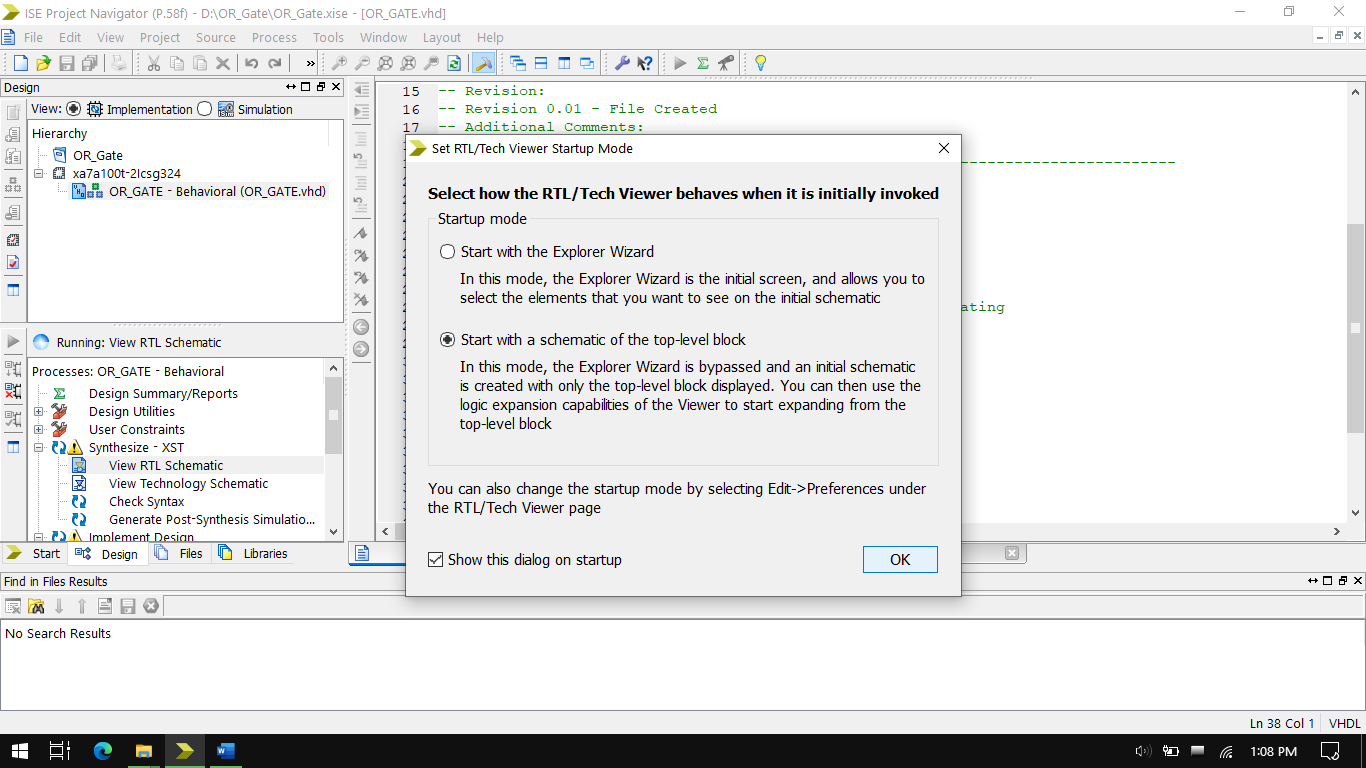 ISE Project Navigator (P.58f) - D:\OR_Gate\OR_Gate.xise - [OR_GATE.vhd]
File Edit View Project Source Process Tools Window Layout Help
»
Design
View: Implementation Simulation
Hierarchy
OR_Gate
xa7a100t-2Icsg324
OR_GATE - Behavioral (OR_GATE.vhd)
Running: View RTL Schematic
Processes: OR_GATE - Behavioral
Design Summary/Reports
Design Utilities
User Constraints
Synthesize - XST
View RTL Schematic
View Technology Schematic
Check Syntax
Generate Post-Synthesis Simulatio...
Implement Design
Start Design Files Libraries
15 -- Revision:
16 -- Revision 0.01 - File Created
17 -- Additional Comments:
ating
Set RTL/Tech Viewer Startup Mode
Select how the RTL/Tech Viewer behaves when it is initially invoked
Startup mode
Start with the Explorer Wizard
In this mode, the Explorer Wizard is the initial screen, and allows you to
select the elements that you want to see on the initial schematic
Start with a schematic of the top-level block
In this mode, the Explorer Wizard is bypassed and an initial schematic
is created with only the top-level block displayed. You can then use the
logic expansion capabilities of the Viewer to start expanding from the
top-level block
You can also change the startup mode by selecting Edit->Preferences under
the RTL/Tech Viewer page
Show this dialog on startup
OK
Find in Files Results
No Search Results
Ln 38 Col 1 VHDL
1:08 PM